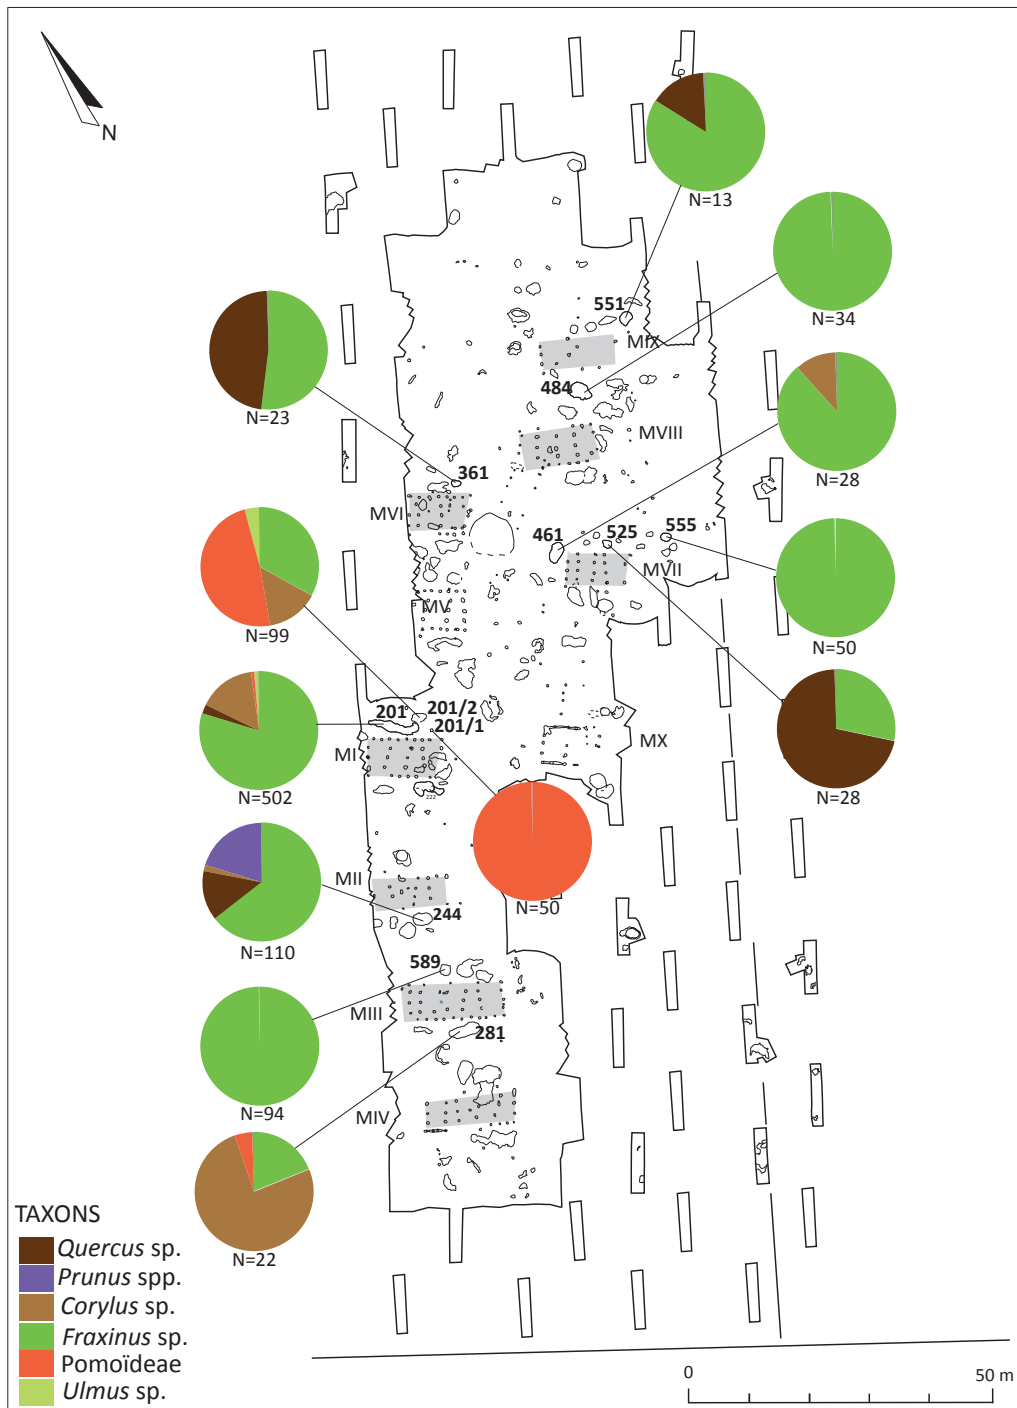 N
N=13
N=34
551
MIX
N=23
484
N=28
MVIII
361
MVI
461
525
555
MVII
MV
N=99
N=50
201
201/2
201/1
MI
MX
222
N=502
N=28
MII
244
N=50
N=110
589
MIII
281
N=94
MIV
N=22
TAXONS
Quercus sp.
Prunus spp.
Corylus sp.
Fraxinus sp.
Pomoïdeae
Ulmus sp.
0
50 m